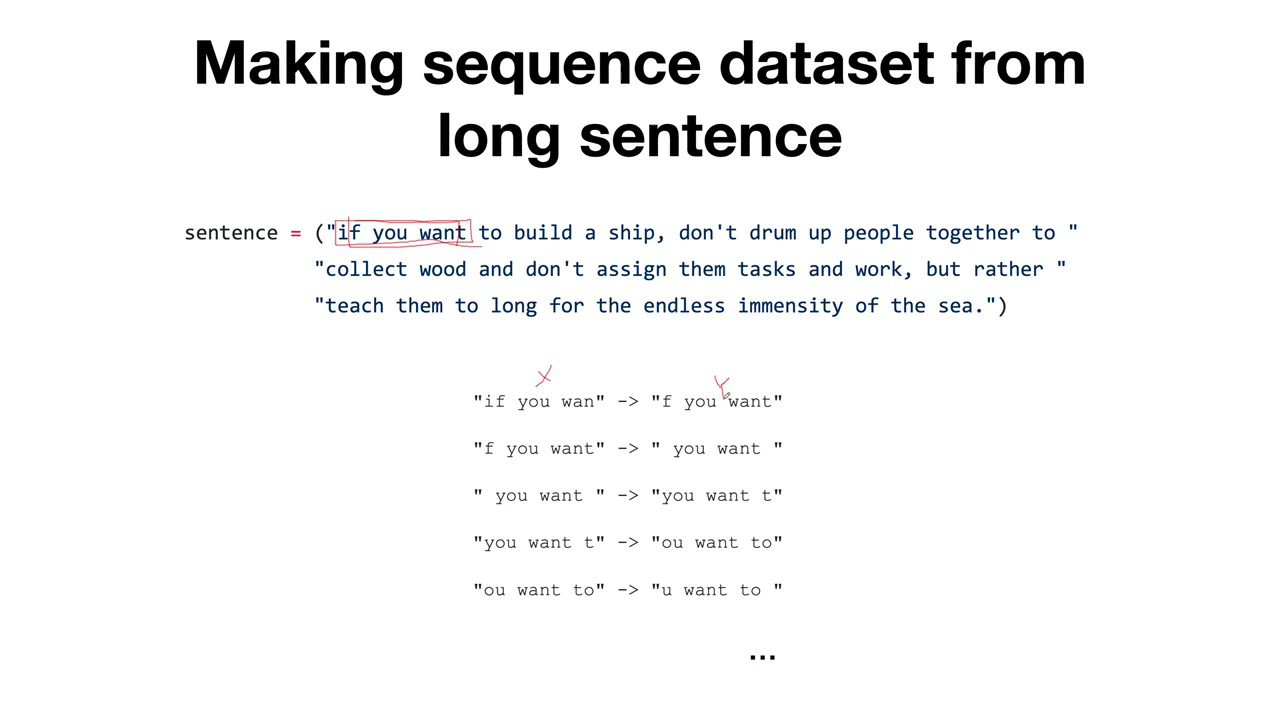 Making sequence dataset from
long sentence
sentence = ("if you want to build a ship, don't drum up people together to "
"collect wood and don't assign them tasks and work, but rather "
"teach them to long for the endless immensity of the sea.")
X Y
"if you wan" -> "f you want"
"f you want" -> " you want "
" you want " -> "you want t"
"you want t" -> "ou want to"
"ou want to" -> "u want to "
...